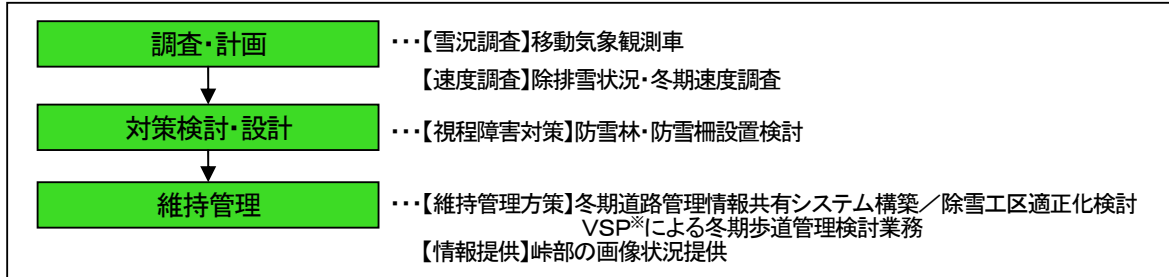 調査・計画 ・・・【雪況調査】移動気象観測車
【速度調査】除排雪状況・冬期速度調査
対策検討・設計 ・・・【視程障害対策】防雪林・防雪柵設置検討
維持管理 ・・・【維持管理方策】冬期道路管理情報共有システム構築／除雪工区適正化検討
VSP※による冬期歩道管理検討業務
【情報提供】峠部の画像状況提供